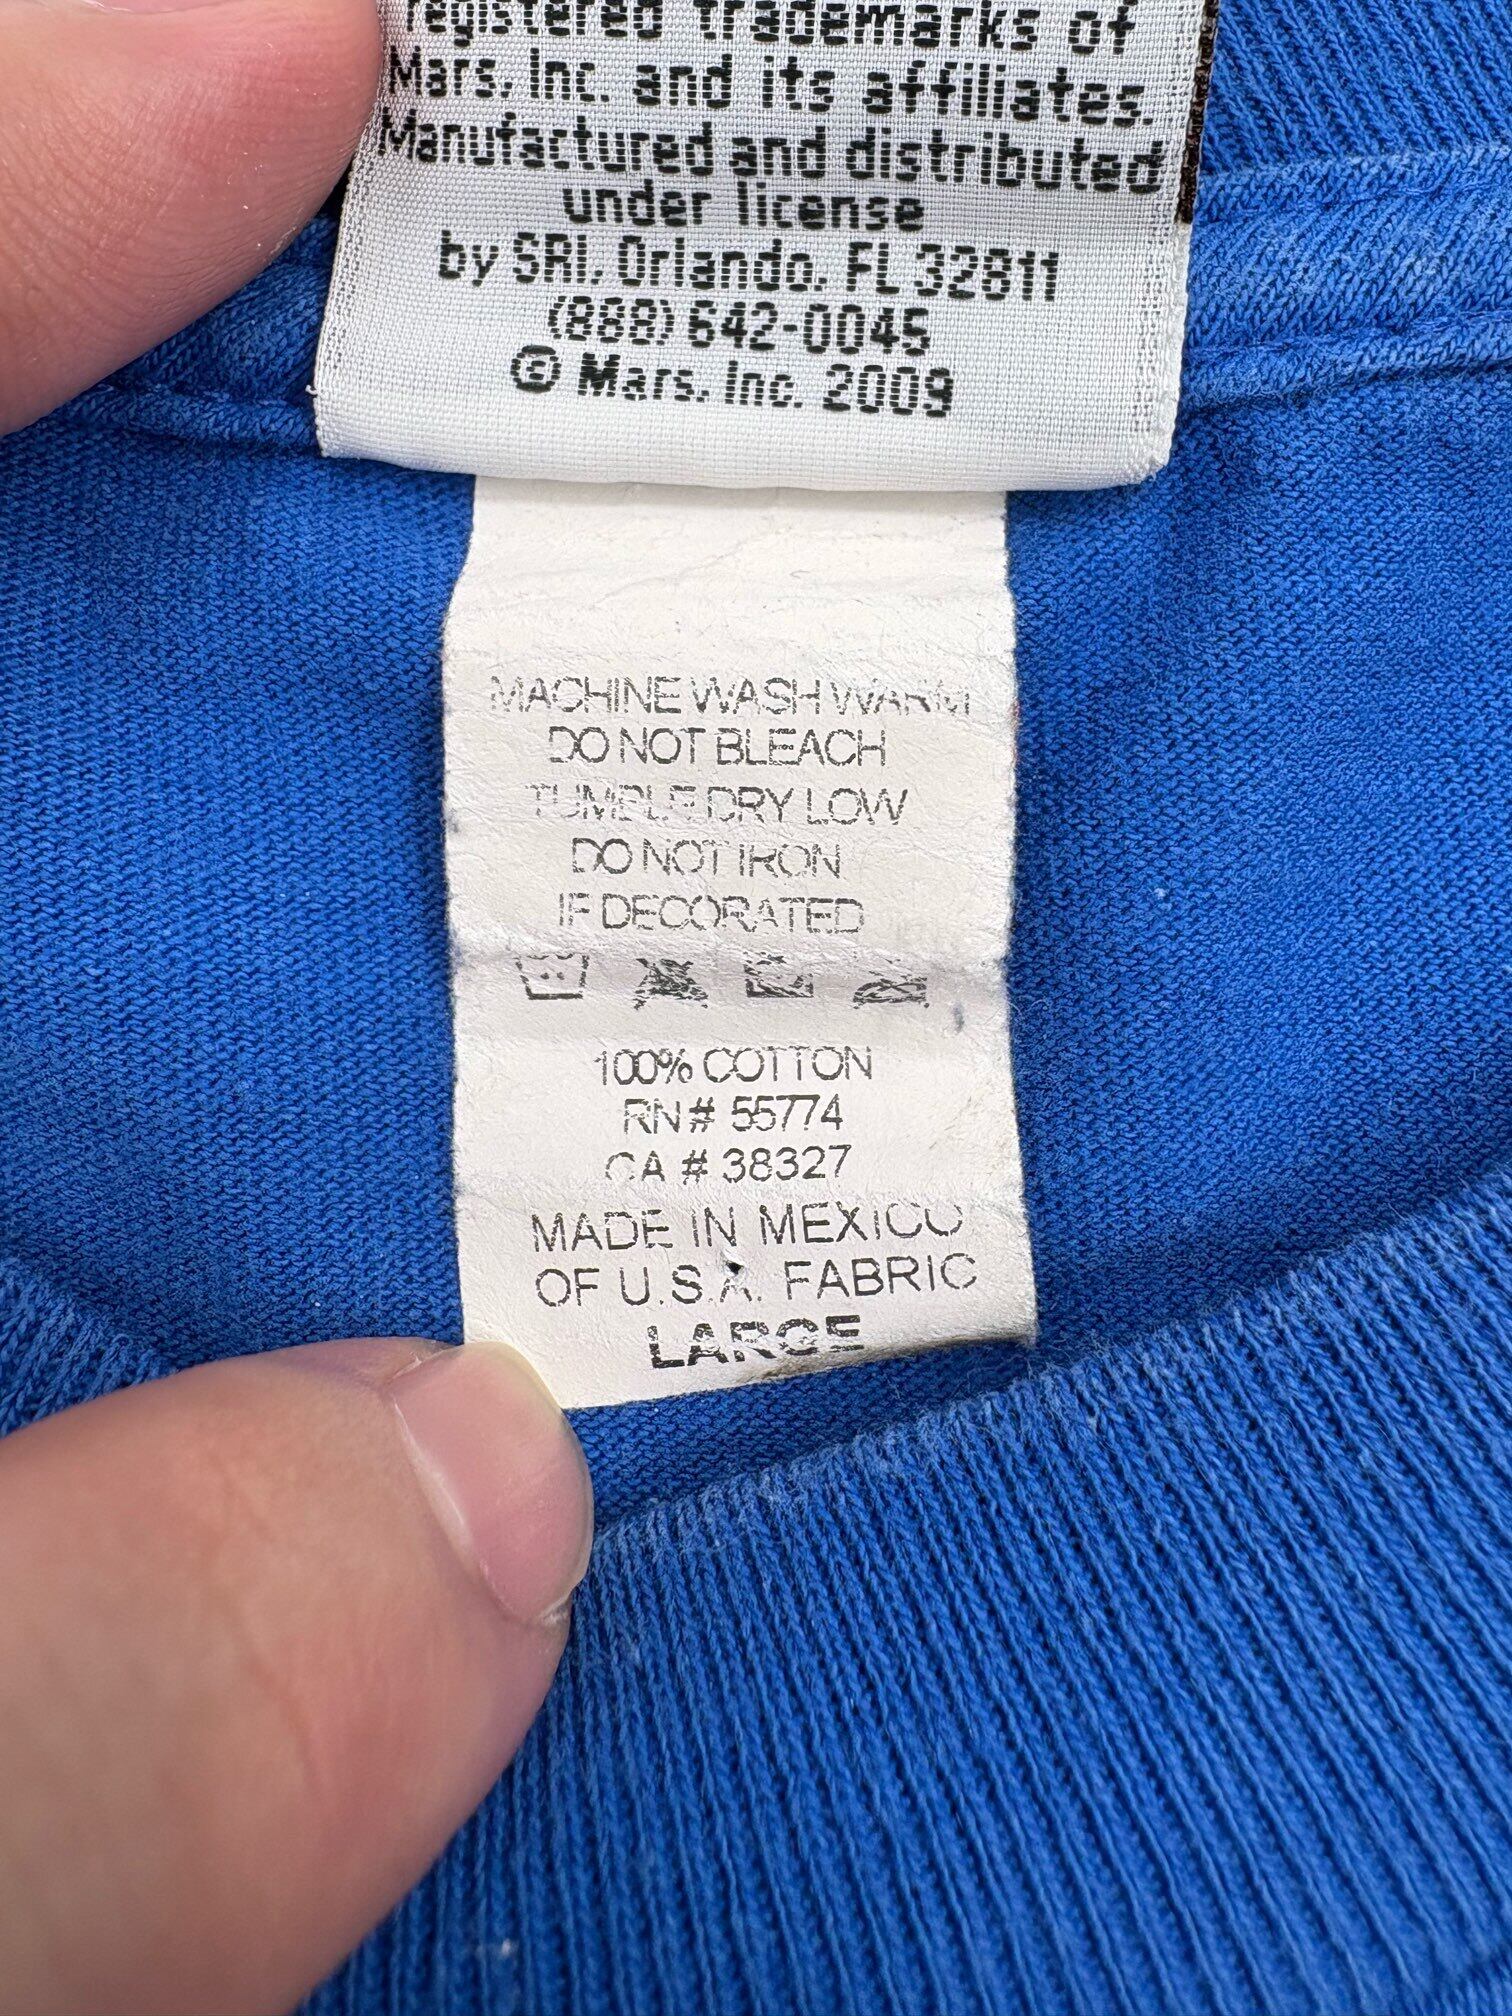 registered trademarks of
Mars, Inc. and its affiliates.
Manufactured and distributed
under license
by SRI, Orlando, FL 32811
(888) 642-0045
© Mars, Inc. 2009
MACHINE WASH WARM
DO NOT BLEACH
TUMBLE DRY LOW
DO NOT IRON
IF DECORATED
100% COTTON
RN # 55774
CA # 38327
MADE IN MEXICO
OF U.S.A. FABRIC
LARGE